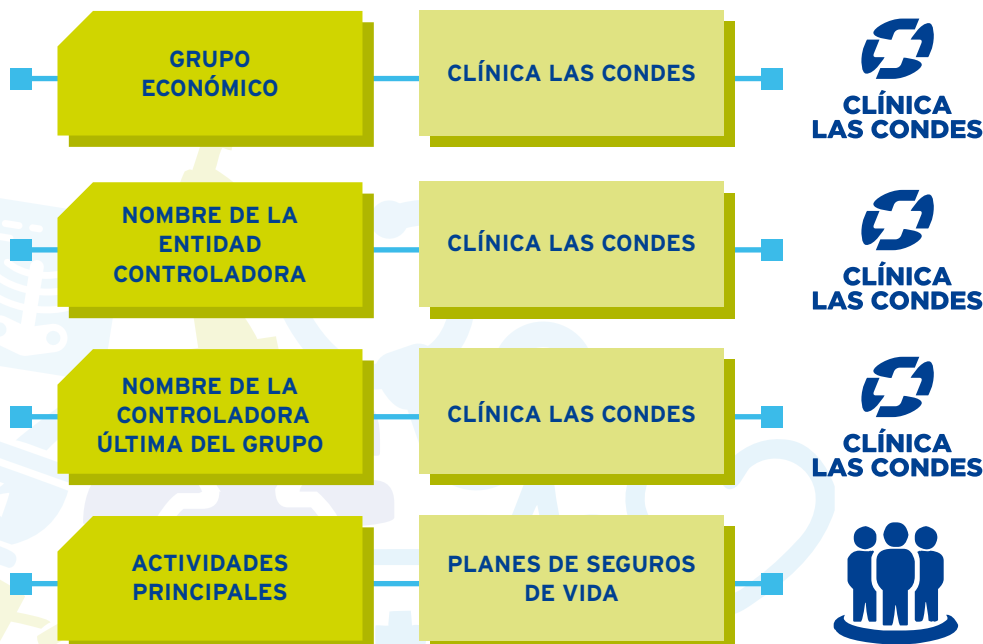 GRUPO
ECONÓMICO
CLÍNICA LAS CONDES
CLÍNICA
LAS CONDES
NOMBRE DE LA
ENTIDAD
CONTROLADORA
CLÍNICA LAS CONDES
CLÍNICA
LAS CONDES
NOMBRE DE LA
CONTROLADORA
ÚLTIMA DEL GRUPO
CLÍNICA LAS CONDES
CLÍNICA
LAS CONDES
ACTIVIDADES
PRINCIPALES
PLANES DE SEGUROS
DE VIDA